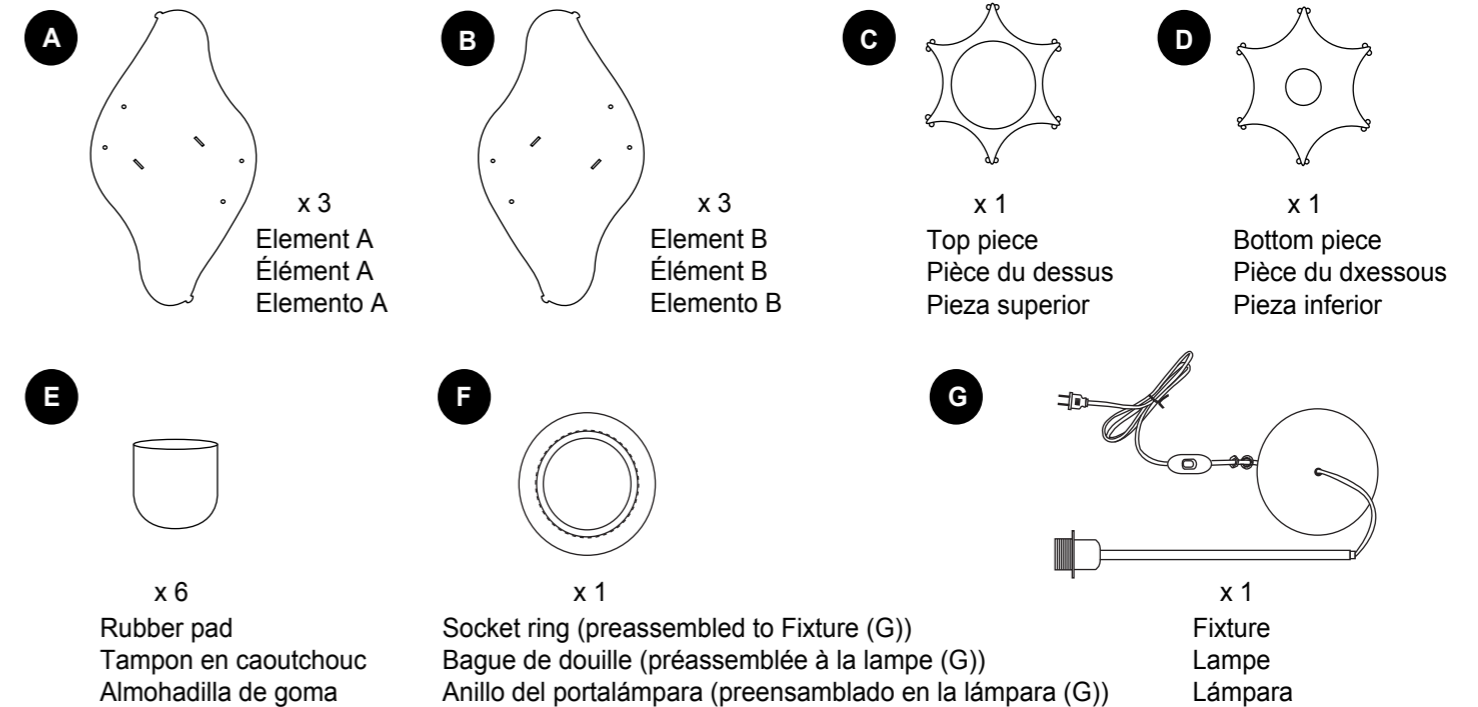 A
x 3
Element A
Élément A
Elemento A
B
x 3
Element B
Élément B
Elemento B
C
x 1
Top piece
Pièce du dessus
Pieza superior
D
x 1
Bottom piece
Pièce du dxessous
Pieza inferior
E
x 6
Rubber pad
Tampon en caoutchouc
Almohadilla de goma
F
x 1
Socket ring (preassembled to Fixture (G))
Bague de douille (préassemblée à la lampe (G))
Anillo del portalámpara (preensamblado en la lámpara (G))
G
x 1
Fixture
Lampe
Lámpara